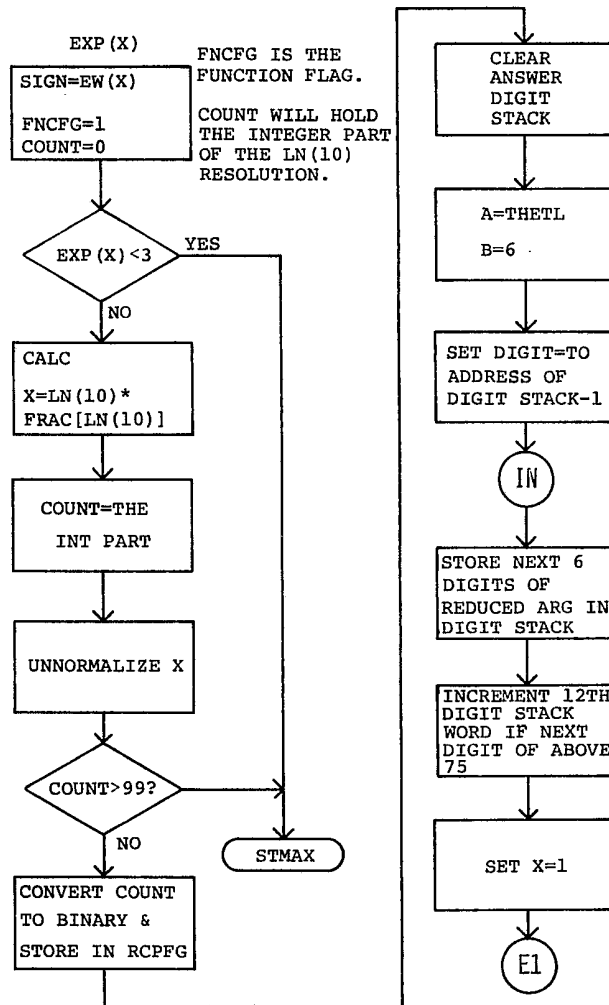 EXP(X)
SIGN=EW(X)
FNCFG=1
COUNT=0
FNCFG IS THE
FUNCTION FLAG.
COUNT WILL HOLD
THE INTEGER PART
OF THE LN(10)
RESOLUTION.
EXP(X)<3
YES
NO
CALC
X=LN(10)*
FRAC[LN(10)]
COUNT=THE
INT PART
UNNORMALIZE X
COUNT>99?
NO
STMAX
CONVERT COUNT
TO BINARY &
STORE IN RCPFG
CLEAR
ANSWER
DIGIT
STACK
A=THETL
B=6
SET DIGIT=TO
ADDRESS OF
DIGIT STACK-1
IN
STORE NEXT 6
DIGITS OF
REDUCED ARG IN
DIGIT STACK
INCREMENT 12TH
DIGIT STACK
WORD IF NEXT
DIGIT OF ABOVE
75
SET X=1
E1